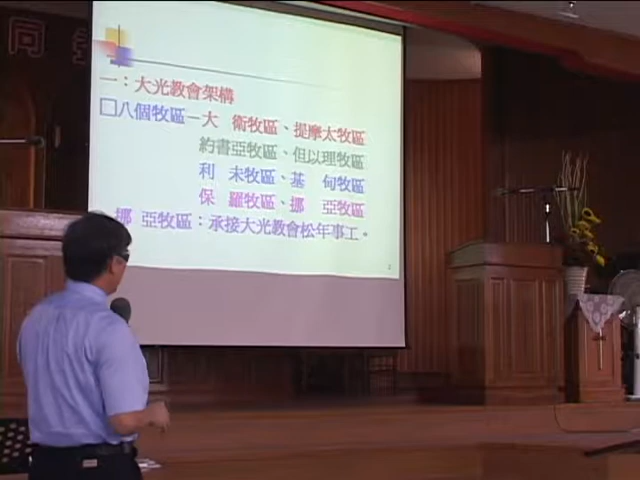 一：大光教會架構
□八個牧區－大 衛牧區、提摩太牧區
約書亞牧區、但以理牧區
利 未牧區、基 甸牧區
保 羅牧區、挪 亞牧區
挪 亞牧區：承接大光教會松年事工。
2
同